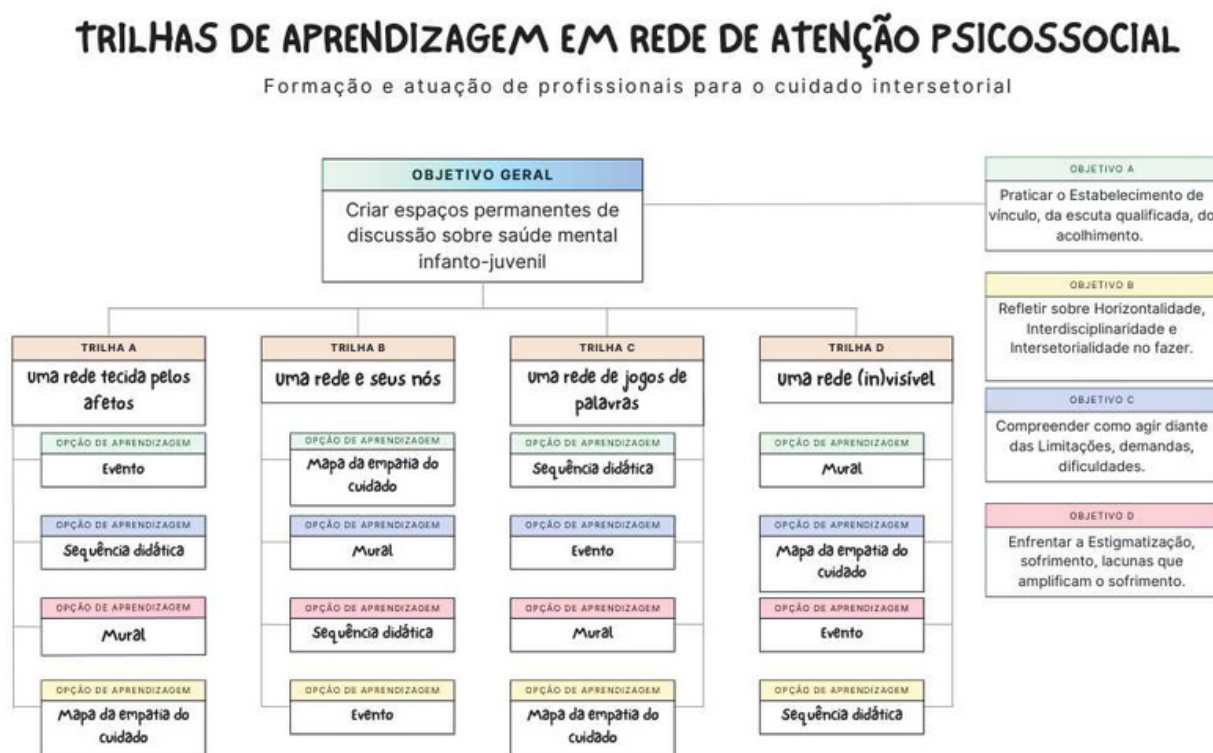 TRILHAS DE APRENDIZAGEM EM REDE DE ATENÇÃO PSICOSSOCIAL
Formação e atuação de profissionais para o cuidado intersetorial
OBJETIVO GERAL
Criar espaços permanentes de
discussão sobre saúde mental
infanto-juvenil
OBJETIVO A
Praticar o Estabelecimento de
vínculo, da escuta qualificada, do
acolhimento.
OBJETIVO B
Refletir sobre Horizontalidade,
Interdisciplinaridade e
Intersetorialidade no fazer.
OBJETIVO C
Compreender como agir diante
das Limitações, demandas,
dificuldades.
OBJETIVO D
Enfrentar a Estigmatização,
sofrimento, lacunas que
amplificam o sofrimento.
TRILHA A
uma rede tecida pelos
afetos
OPÇÃO DE APRENDIZAGEM
Evento
OPÇÃO DE APRENDIZAGEM
Sequência didática
OPÇÃO DE APRENDIZAGEM
Mural
OPÇÃO DE APRENDIZAGEM
Mapa da empatia do
cuidado
TRILHA B
uma rede e seus nós
OPÇÃO DE APRENDIZAGEM
Mapa da empatia do
cuidado
OPÇÃO DE APRENDIZAGEM
Mural
OPÇÃO DE APRENDIZAGEM
Sequência didática
OPÇÃO DE APRENDIZAGEM
Evento
TRILHA C
uma rede de jogos de
palavras
OPÇÃO DE APRENDIZAGEM
Sequência didática
OPÇÃO DE APRENDIZAGEM
Evento
OPÇÃO DE APRENDIZAGEM
Mural
OPÇÃO DE APRENDIZAGEM
Mapa da empatia do
cuidado
TRILHA D
uma rede (in)visível
OPÇÃO DE APRENDIZAGEM
Mural
OPÇÃO DE APRENDIZAGEM
Mapa da empatia do
cuidado
OPÇÃO DE APRENDIZAGEM
Evento
OPÇÃO DE APRENDIZAGEM
Sequência didática